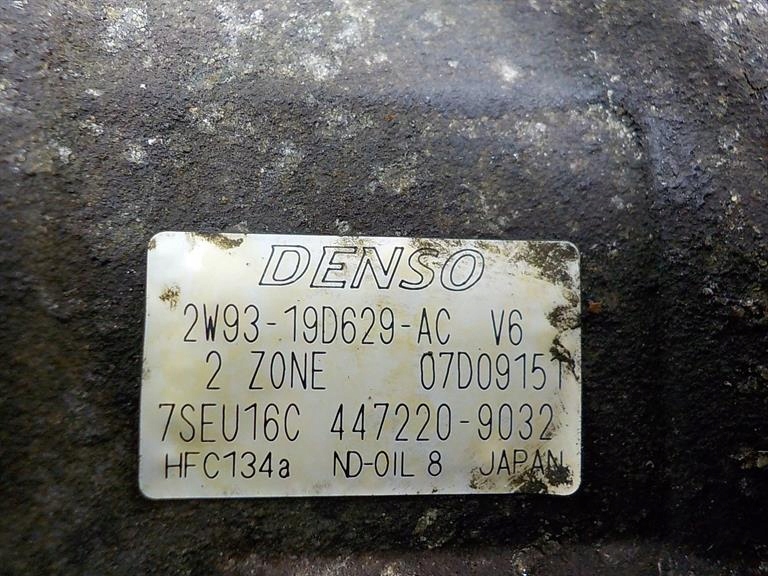 DENSO
2W93-19D629-AC V6
2 ZONE 07D09151
7SEU16C 447220-9032
HFC134a ND-OIL 8 JAPAN